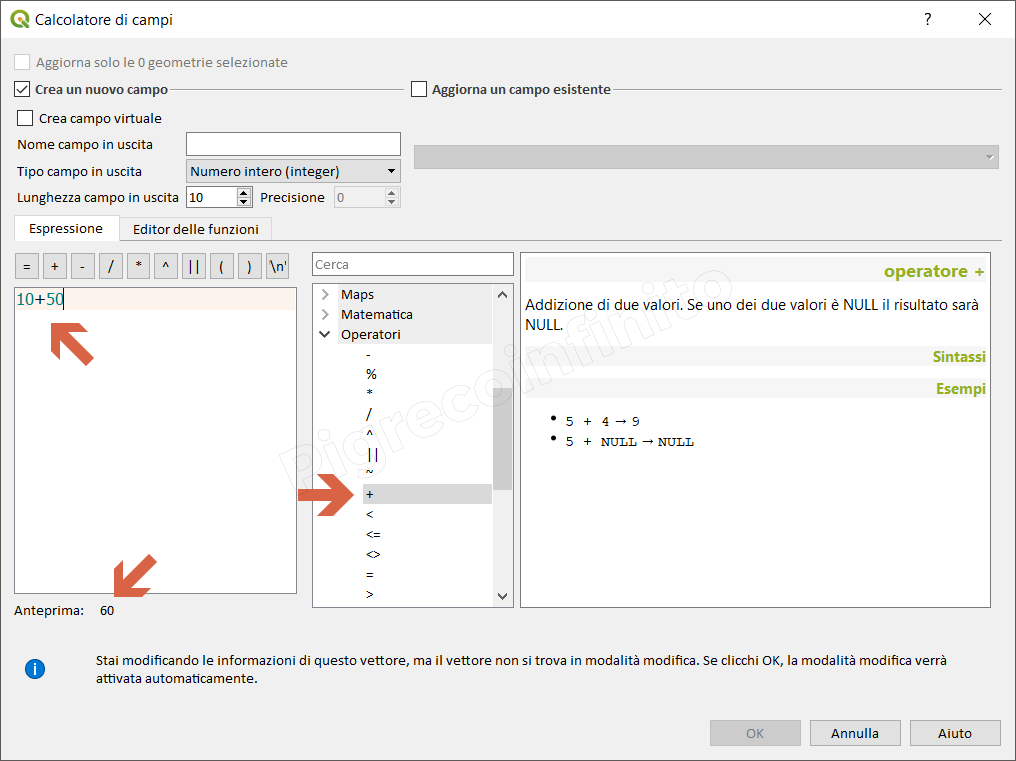 Calcolatore di campi
?
Aggiorna solo le 0 geometrie selezionate
Crea un nuovo campo
Aggiorna un campo esistente
Crea campo virtuale
Nome campo in uscita
Tipo campo in uscita
Numero intero (integer)
Lunghezza campo in uscita
10
Precisione
0
Espressione
Editor delle funzioni
= + - / * ^ || ( ) \n'
10+50
Anteprima: 60
Cerca
Maps
Matematica
Operatori
-
%
*
/
^
||
~
+
<
<=
<>
=
>
operatore +
Addizione di due valori. Se uno dei due valori è NULL il risultato sarà
NULL.
Sintassi
Esempi
• 5 + 4 → 9
• 5 + NULL → NULL
Pigrecoinfinito
Stai modificando le informazioni di questo vettore, ma il vettore non si trova in modalità modifica. Se clicchi OK, la modalità modifica verrà
attivata automaticamente.
OK
Annulla
Aiuto